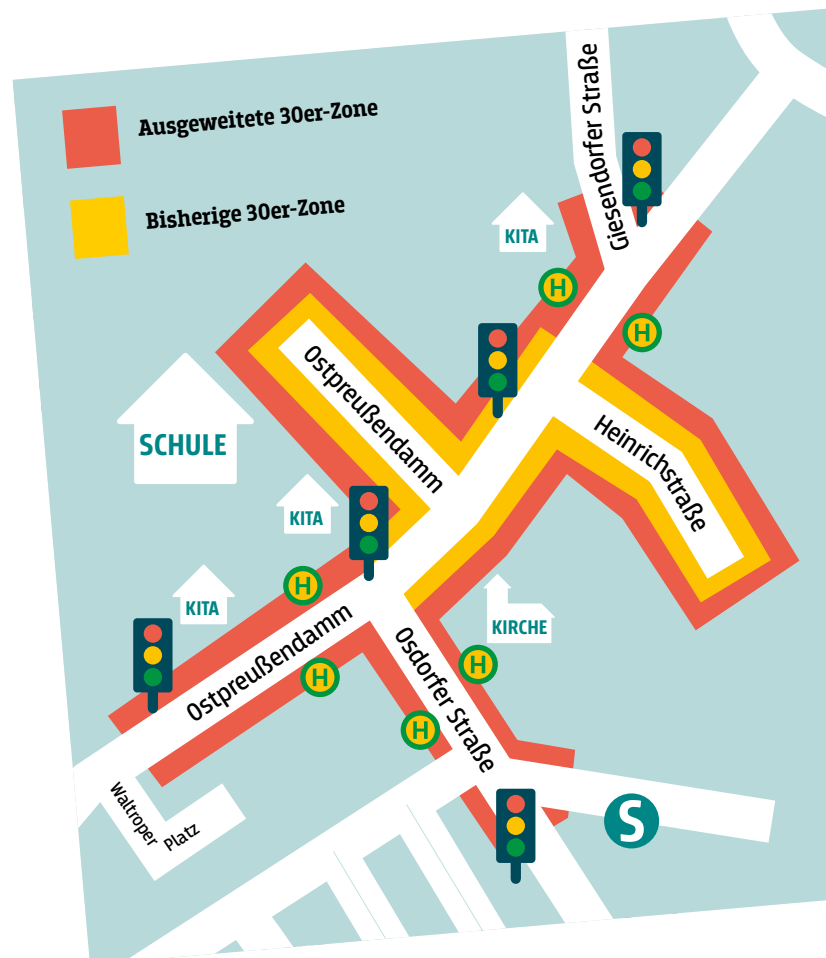 Ausgeweitete 30er-Zone
Bisherige 30er-Zone
Giesendorfer Straße
KITA
H
H
Ostpreußendamm
Heinrichstraße
SCHULE
KITA
H
KITA
KIRCHE
Ostpreußendamm
Osdorfer Straße
H
H
H
Waltroper
Platz
S